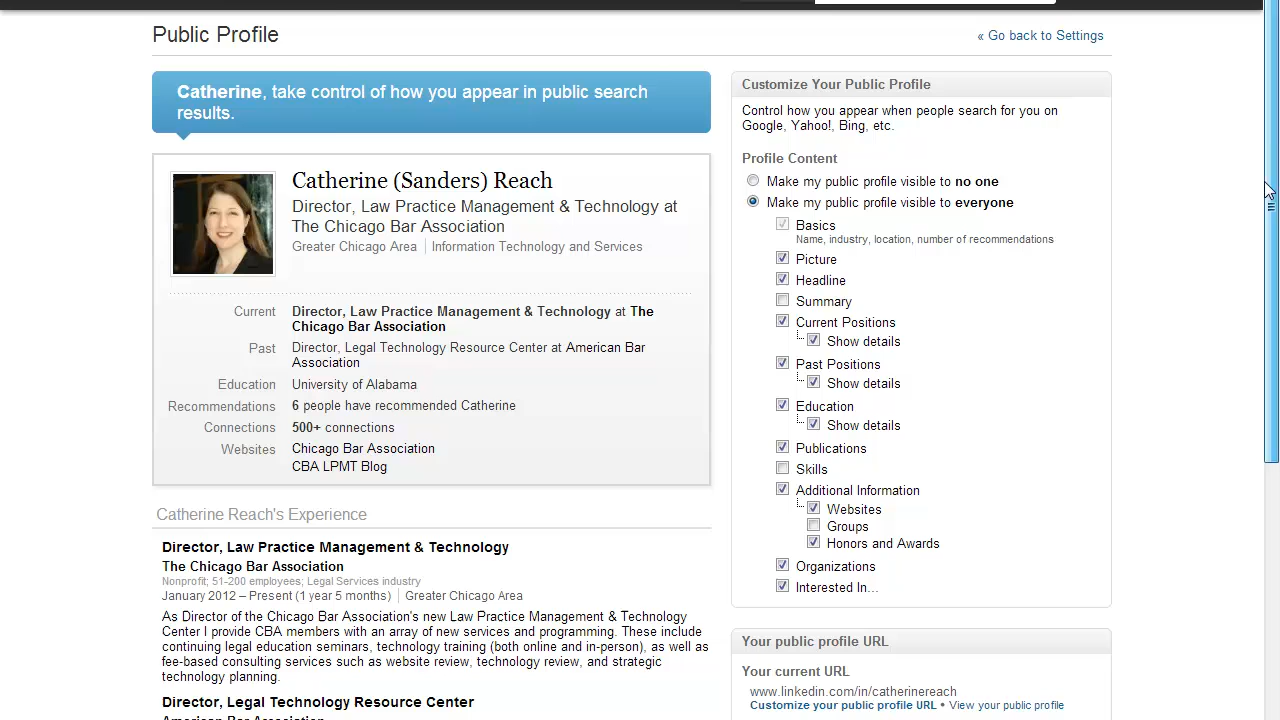 Public Profile
« Go back to Settings
Catherine, take control of how you appear in public search
results.
Catherine (Sanders) Reach
Director, Law Practice Management & Technology at
The Chicago Bar Association
Greater Chicago Area | Information Technology and Services
Current Director, Law Practice Management & Technology at The
Chicago Bar Association
Past Director, Legal Technology Resource Center at American Bar
Association
Education University of Alabama
Recommendations 6 people have recommended Catherine
Connections 500+ connections
Websites Chicago Bar Association
CBA LPMT Blog
Catherine Reach's Experience
Director, Law Practice Management & Technology
The Chicago Bar Association
Nonprofit; 51-200 employees; Legal Services industry
January 2012 – Present (1 year 5 months) | Greater Chicago Area
As Director of the Chicago Bar Association's new Law Practice Management & Technology
Center I provide CBA members with an array of new services and programming. These include
continuing legal education seminars, technology training (both online and in-person), as well as
fee-based consulting services such as website review, technology review, and strategic
technology planning.
Director, Legal Technology Resource Center
American Bar Association
Customize Your Public Profile
Control how you appear when people search for you on
Google, Yahoo!, Bing, etc.
Profile Content
Make my public profile visible to no one
Make my public profile visible to everyone
Basics
Name, industry, location, number of recommendations
Picture
Headline
Summary
Current Positions
Show details
Past Positions
Show details
Education
Show details
Publications
Skills
Additional Information
Websites
Groups
Honors and Awards
Organizations
Interested In...
Your public profile URL
Your current URL
www.linkedin.com/in/catherinereach
Customize your public profile URL • View your public profile